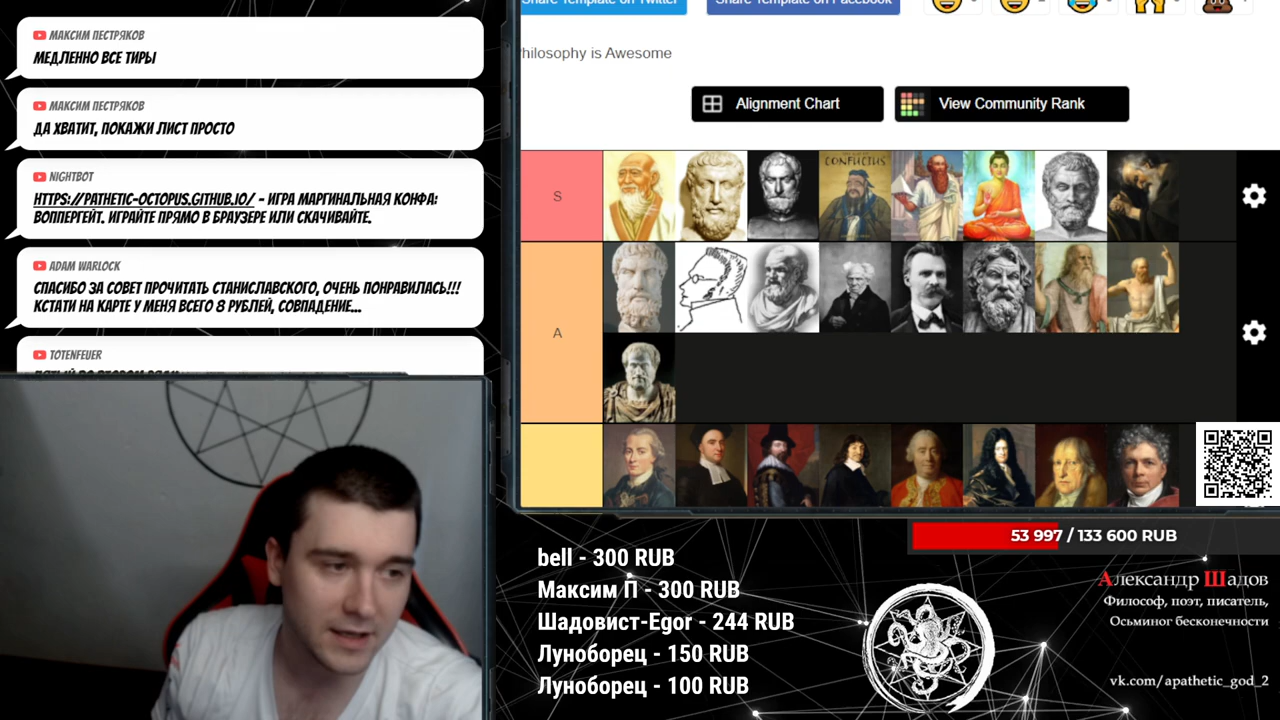 МАКСИМ ПЕСТРЯКОВ
МЕДЛЕННО ВСЕ ТИРЫ
МАКСИМ ПЕСТРЯКОВ
ДА ХВАТИТ, ПОКАЖИ ЛИСТ ПРОСТО
NIGHTBOT
HTTPS://PATHETIC-OCTOPUS.GITHUB.IO/ - ИГРА МАРГИНАЛЬНАЯ КОНФА:
ВОППЕРГЕЙТ. ИГРАЙТЕ ПРЯМО В БРАУЗЕРЕ ИЛИ СКАЧИВАЙТЕ.
ADAM WARLOCK
СПАСИБО ЗА СОВЕТ ПРОЧИТАТЬ СТАНИСЛАВСКОГО, ОЧЕНЬ ПОНРАВИЛАСЬ!!!
КСТАТИ НА КАРТЕ У МЕНЯ ВСЕГО 8 РУБЛЕЙ, СОВПАДЕНИЕ...
TOTENFEUER
Share Template on Twitter
Share Template on Facebook
Philosophy is Awesome
Alignment Chart
View Community Rank
S
CONFUCIUS
A
53 997 / 133 600 RUB
bell - 300 RUB
Максим П - 300 RUB
Шадовист-Egor - 244 RUB
Луноборец - 150 RUB
Луноборец - 100 RUB
Александр Шадов
Философ, поэт, писатель,
Осьминог бесконечности
vk.com/apathetic_god_2